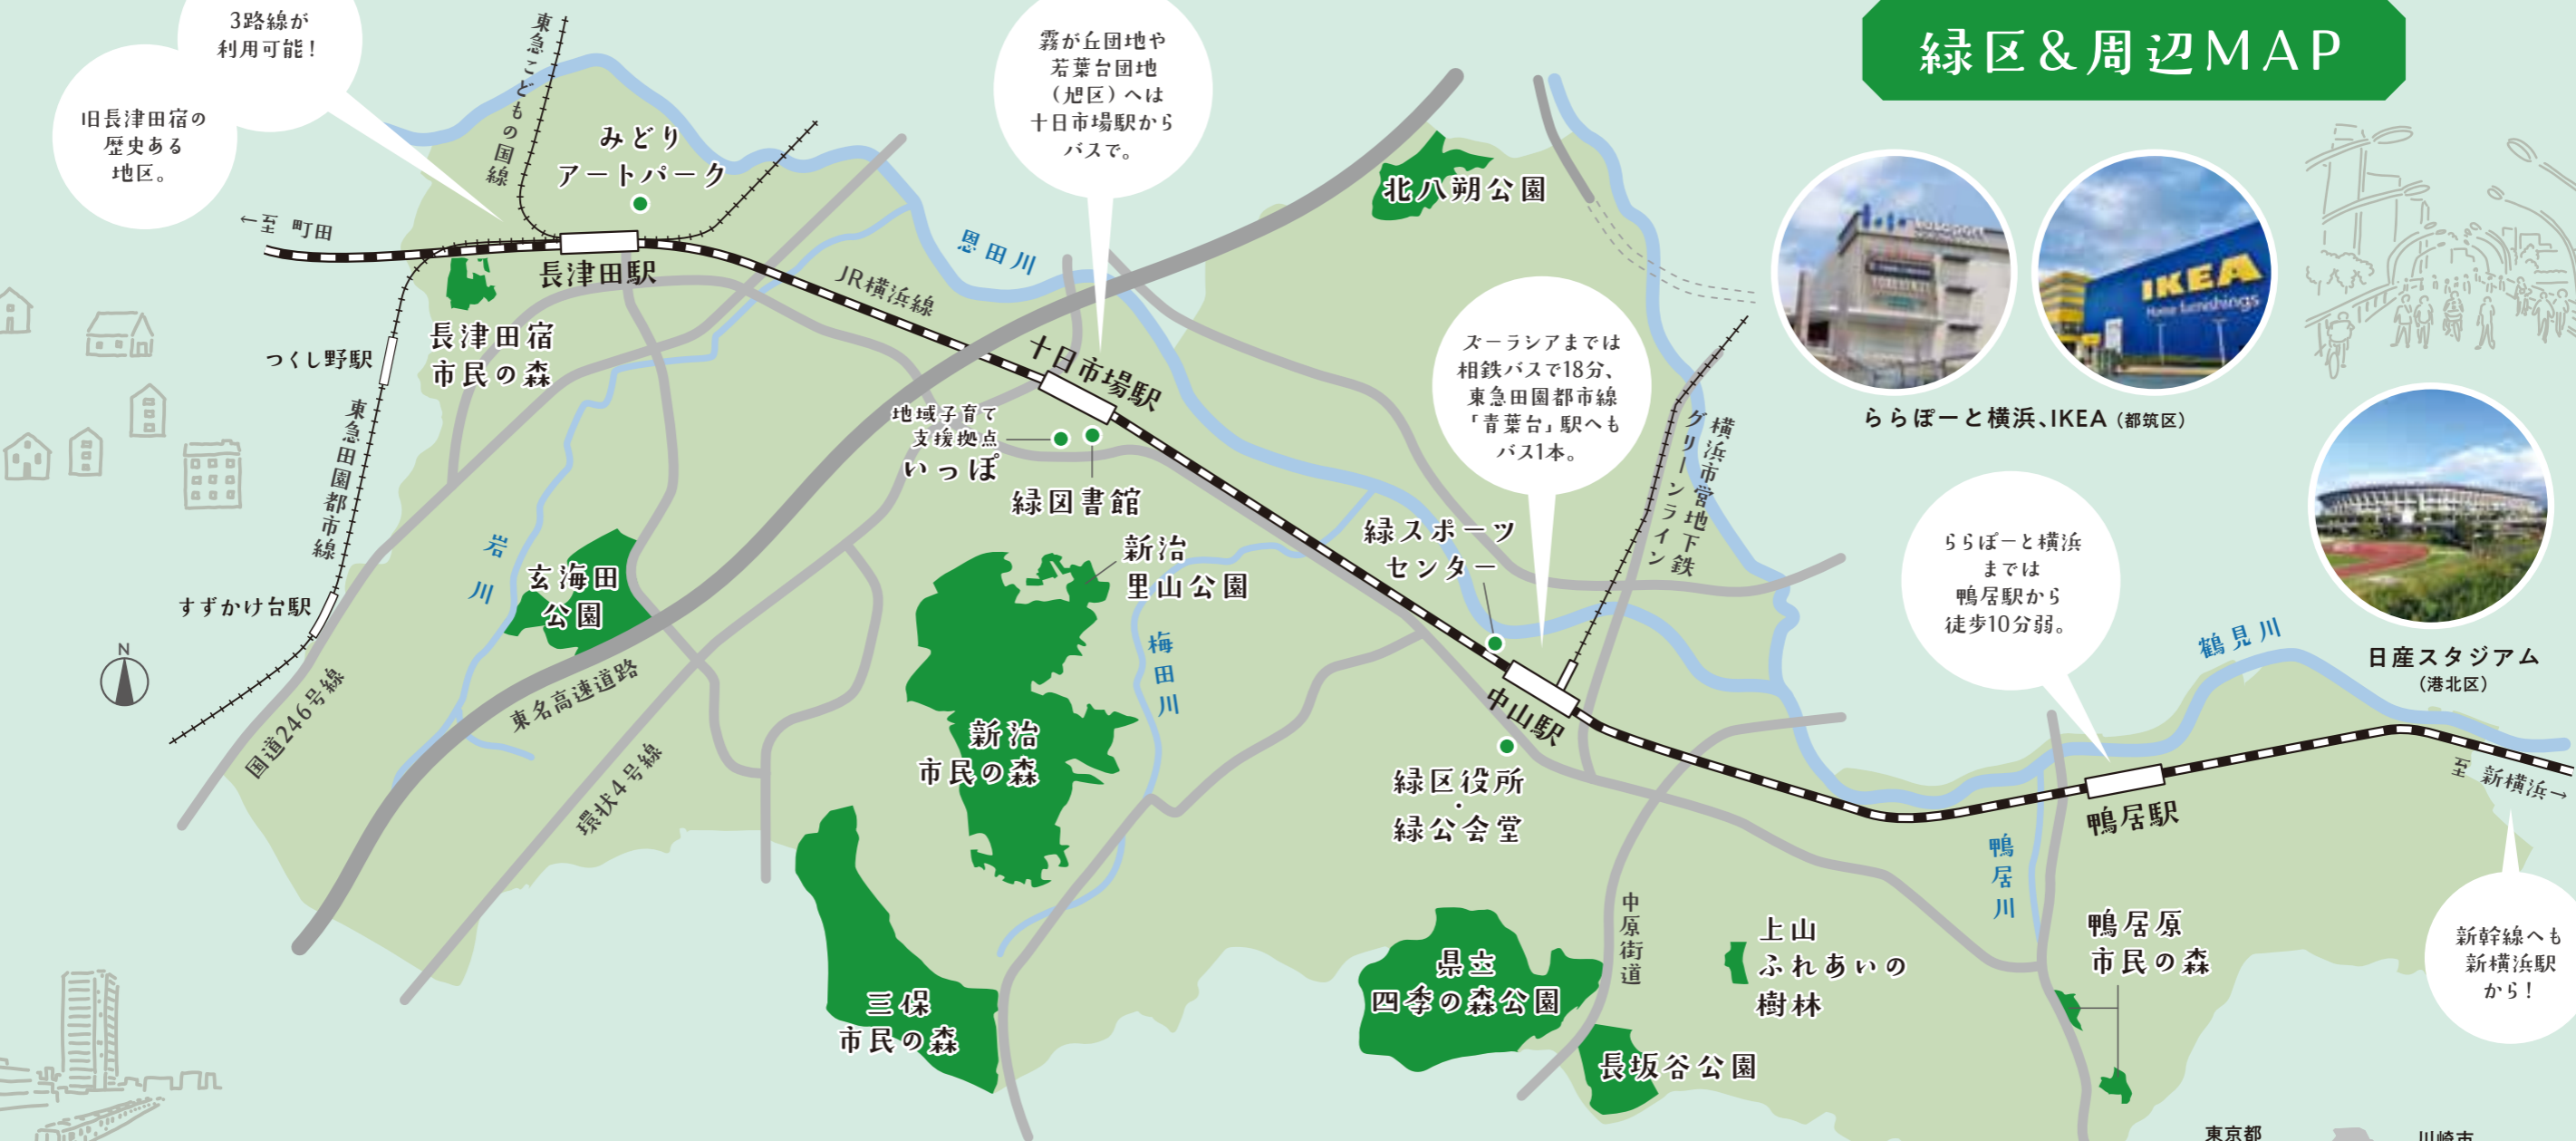 緑区&周辺MAP
3路線が
利用可能!
旧長津田宿の
歴史ある
地区。
東急こどもの国線
みどり
アートパーク
霧が丘団地や
若葉台団地
(旭区)へは
十日市場駅から
バスで。
北八朔公園
←至 町田
長津田駅
JR横浜線
恩田川
長津田宿
市民の森
つくし野駅
東急田園都市線
すずかけ台駅
N
国道246号線
岩川
玄海田
公園
東名高速道路
環状4号線
十日市場駅
地域子育て
支援拠点
いっぽ
緑図書館
新治
里山公園
梅田川
新治
市民の森
三保
市民の森
ズーラシアまでは
相鉄バスで18分、
東急田園都市線
「青葉台」駅へも
バス1本。
横浜市営地下鉄
グリーンライン
緑スポーツ
センター
中山駅
緑区役所
・
緑公会堂
県立
四季の森公園
中原街道
長坂谷公園
上山
ふれあいの
樹林
IKEA
Home furnishings
ららぽーと横浜、IKEA(都筑区)
日産スタジアム
(港北区)
ららぽーと横浜
までは
鴨居駅から
徒歩10分弱。
鶴見川
至 新横浜→
鴨居駅
鴨居川
鴨居原
市民の森
新幹線へも
新横浜駅
から!
東京都
川崎市